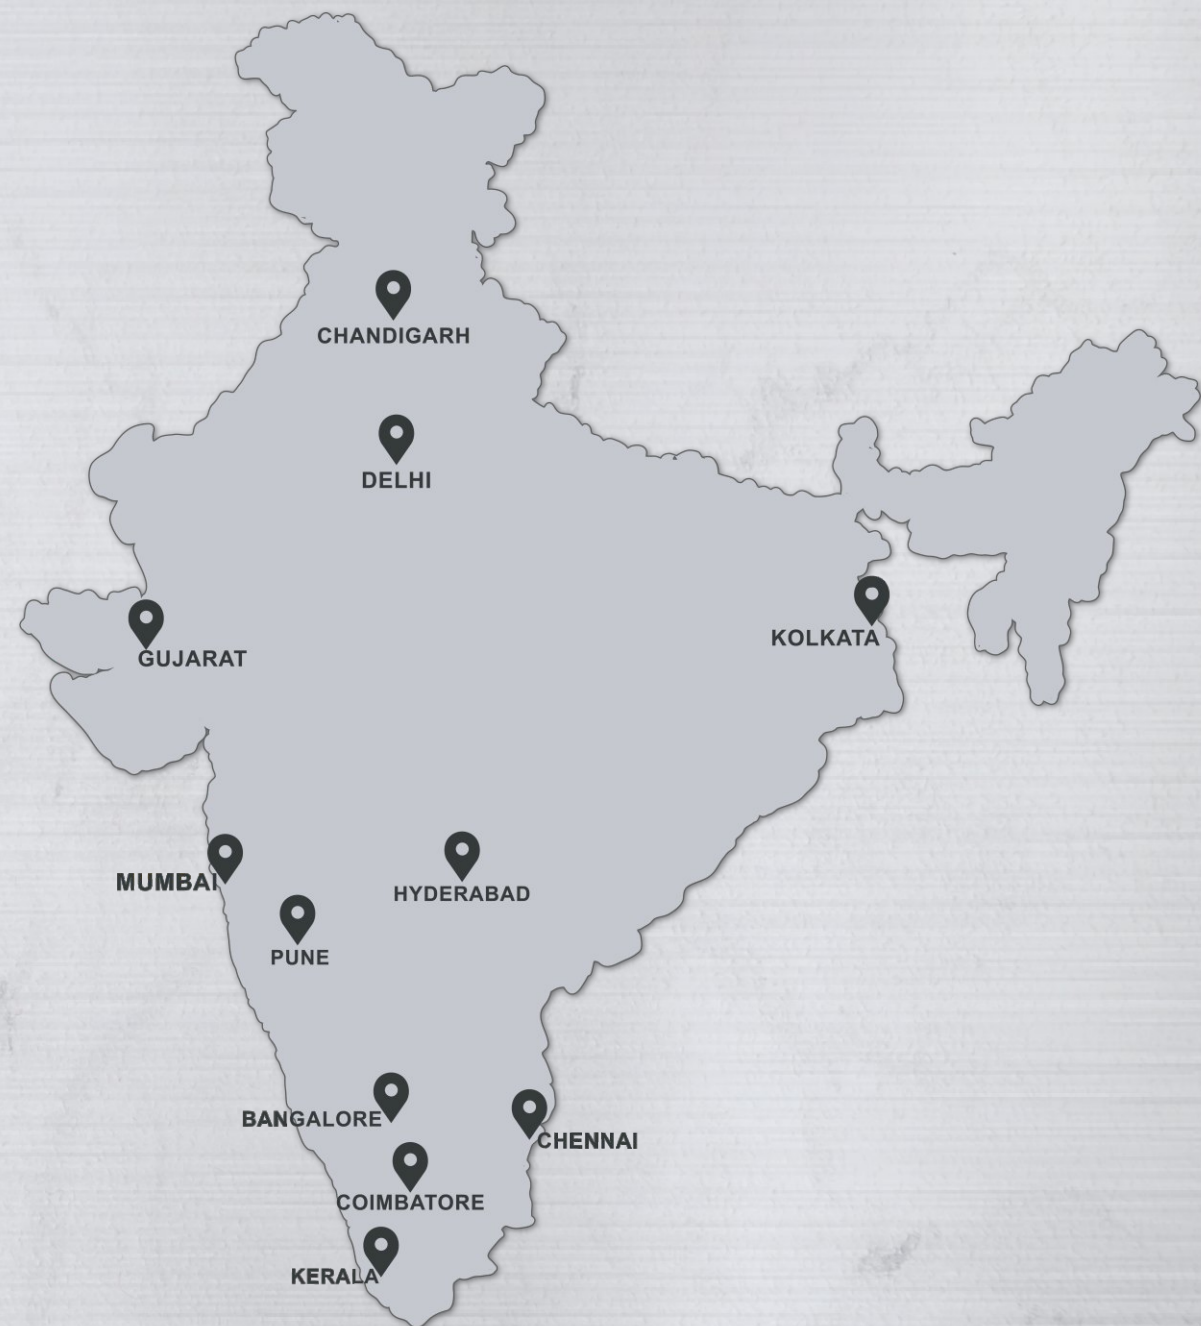 CHANDIGARH
DELHI
KOLKATA
GUJARAT
MUMBAI
HYDERABAD
PUNE
BANGALORE
CHENNAI
COIMBATORE
KERALA